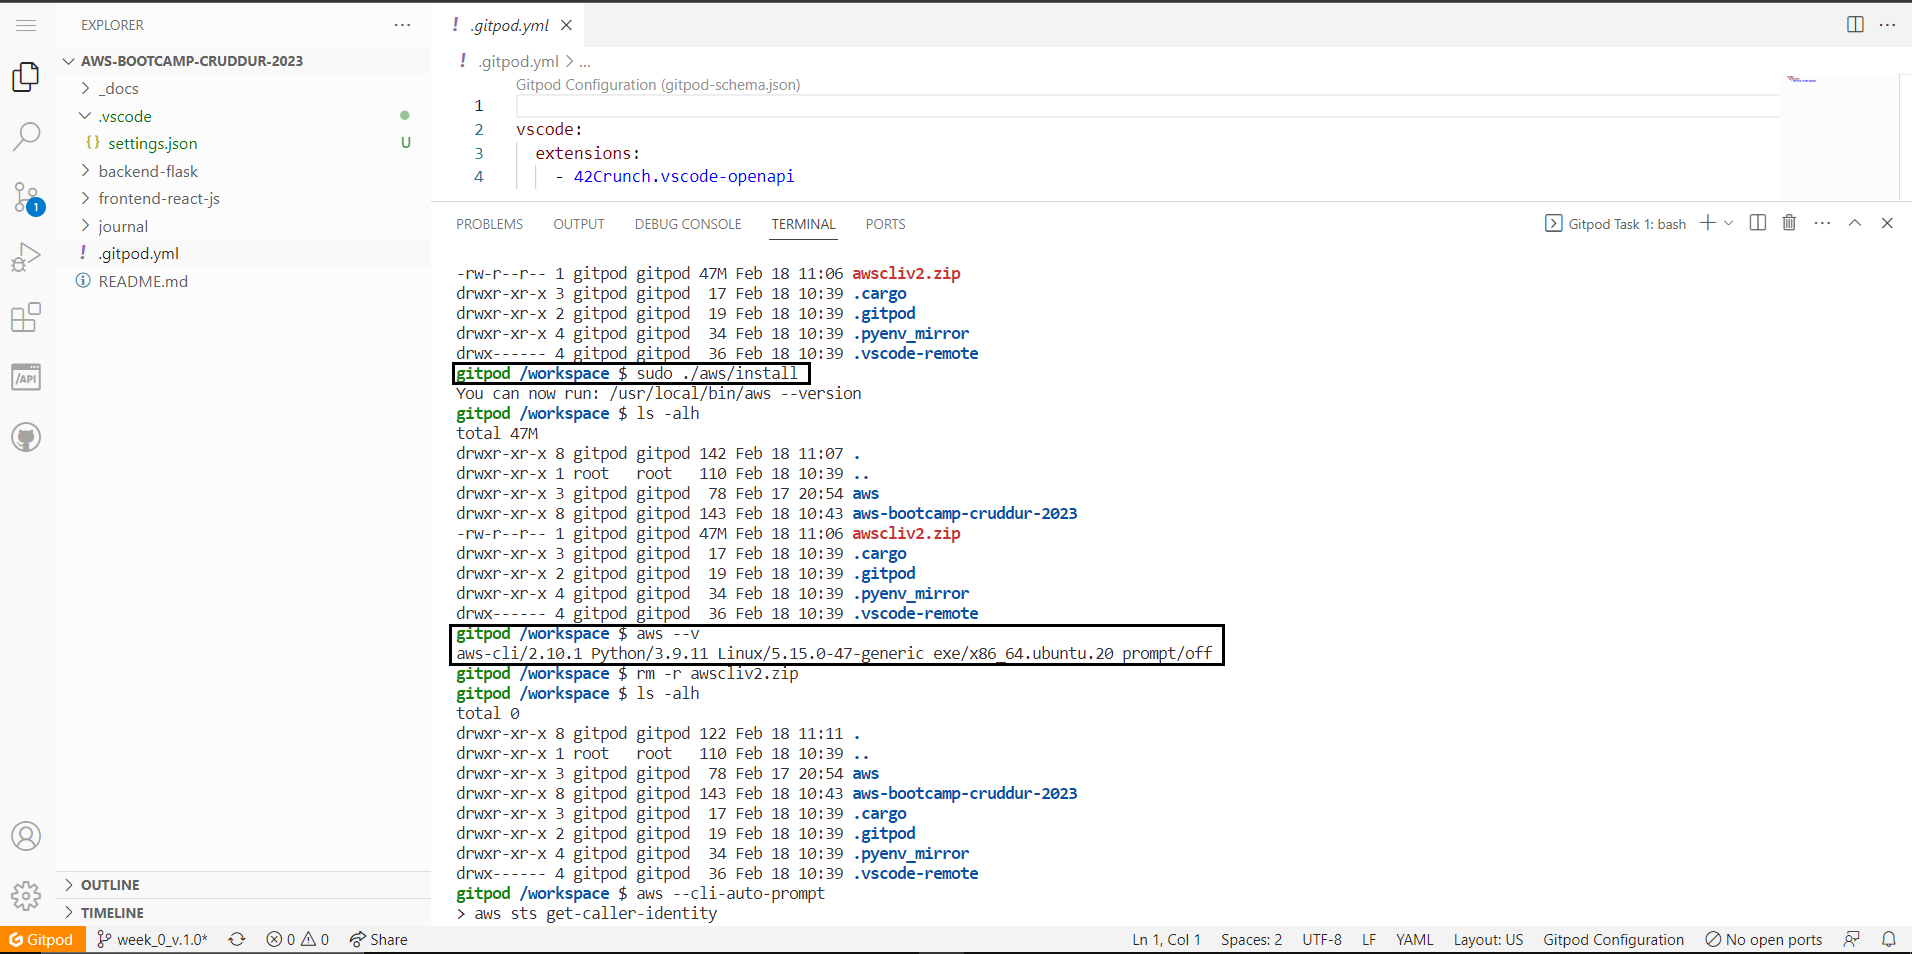 EXPLORER
AWS-BOOTCAMP-CRUDDUR-2023
_docs
.vscode
{} settings.json U
backend-flask
frontend-react-js
journal
! .gitpod.yml
README.md
OUTLINE
TIMELINE
1
/API
! .gitpod.yml
! .gitpod.yml > ...
Gitpod Configuration (gitpod-schema.json)
1
2 vscode:
3 extensions:
4 - 42Crunch.vscode-openapi
PROBLEMS OUTPUT DEBUG CONSOLE TERMINAL PORTS Gitpod Task 1: bash
-rw-r--r-- 1 gitpod gitpod 47M Feb 18 11:06 awscliv2.zip
drwxr-xr-x 3 gitpod gitpod 17 Feb 18 10:39 .cargo
drwxr-xr-x 2 gitpod gitpod 19 Feb 18 10:39 .gitpod
drwxr-xr-x 4 gitpod gitpod 34 Feb 18 10:39 .pyenv_mirror
drwx------ 4 gitpod gitpod 36 Feb 18 10:39 .vscode-remote
gitpod /workspace $ sudo ./aws/install
You can now run: /usr/local/bin/aws --version
gitpod /workspace $ ls -alh
total 47M
drwxr-xr-x 8 gitpod gitpod 142 Feb 18 11:07 .
drwxr-xr-x 1 root root 110 Feb 18 10:39 ..
drwxr-xr-x 3 gitpod gitpod 78 Feb 17 20:54 aws
drwxr-xr-x 8 gitpod gitpod 143 Feb 18 10:43 aws-bootcamp-cruddur-2023
-rw-r--r-- 1 gitpod gitpod 47M Feb 18 11:06 awscliv2.zip
drwxr-xr-x 3 gitpod gitpod 17 Feb 18 10:39 .cargo
drwxr-xr-x 2 gitpod gitpod 19 Feb 18 10:39 .gitpod
drwxr-xr-x 4 gitpod gitpod 34 Feb 18 10:39 .pyenv_mirror
drwx------ 4 gitpod gitpod 36 Feb 18 10:39 .vscode-remote
gitpod /workspace $ aws --v
aws-cli/2.10.1 Python/3.9.11 Linux/5.15.0-47-generic exe/x86_64.ubuntu.20 prompt/off
gitpod /workspace $ rm -r awscliv2.zip
gitpod /workspace $ ls -alh
total 0
drwxr-xr-x 8 gitpod gitpod 122 Feb 18 11:11 .
drwxr-xr-x 1 root root 110 Feb 18 10:39 ..
drwxr-xr-x 3 gitpod gitpod 78 Feb 17 20:54 aws
drwxr-xr-x 8 gitpod gitpod 143 Feb 18 10:43 aws-bootcamp-cruddur-2023
drwxr-xr-x 3 gitpod gitpod 17 Feb 18 10:39 .cargo
drwxr-xr-x 2 gitpod gitpod 19 Feb 18 10:39 .gitpod
drwxr-xr-x 4 gitpod gitpod 34 Feb 18 10:39 .pyenv_mirror
drwx------ 4 gitpod gitpod 36 Feb 18 10:39 .vscode-remote
gitpod /workspace $ aws --cli-auto-prompt
> aws sts get-caller-identity
Gitpod week_0_v.1.0* 0 0 Share Ln 1, Col 1 Spaces: 2 UTF-8 LF YAML Layout: US Gitpod Configuration No open ports